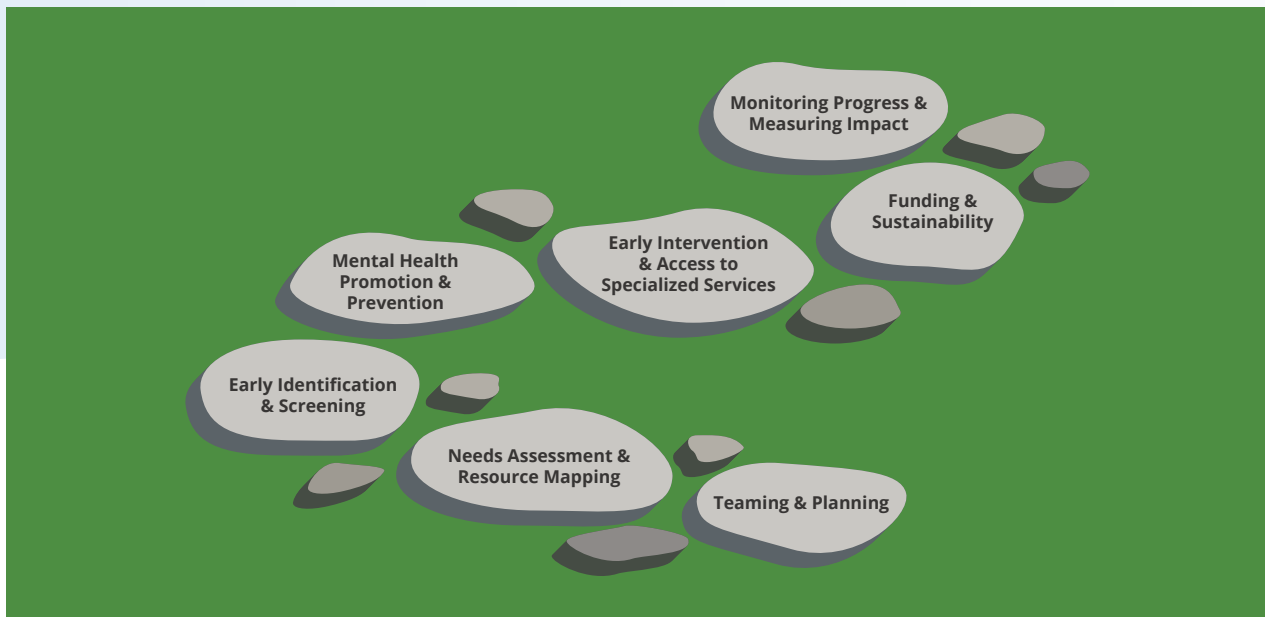 Monitoring Progress &
Measuring Impact
Funding &
Sustainability
Early Intervention
& Access to
Specialized Services
Mental Health
Promotion &
Prevention
Early Identification
& Screening
Needs Assessment &
Resource Mapping
Teaming & Planning